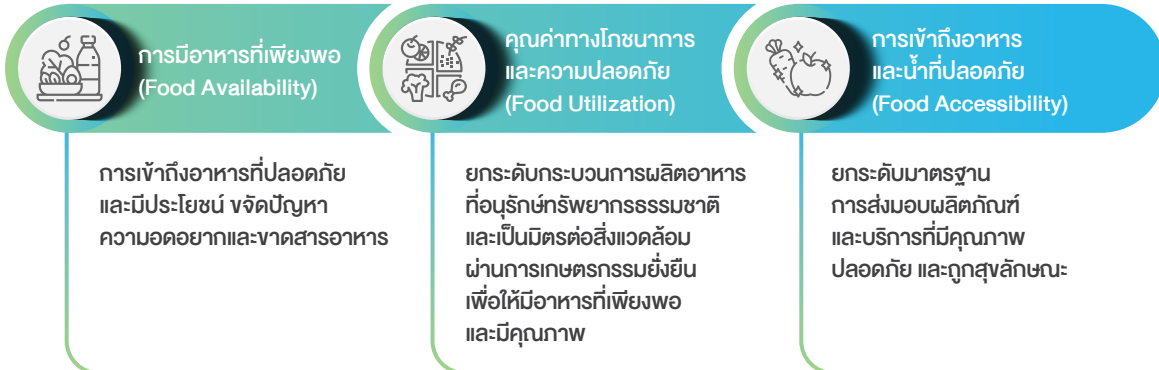 การมีอาหารที่เพียงพอ
(Food Availability)
การเข้าถึงอาหารที่ปลอดภัย
และมีประโยชน์ ขจัดปัญหา
ความอดอยากและขาดสารอาหาร
คุณค่าทางโภชนาการ
และความปลอดภัย
(Food Utilization)
ยกระดับกระบวนการผลิตอาหาร
ที่อนุรักษ์ทรัพยากรธรรมชาติ
และเป็นมิตรต่อสิ่งแวดล้อม
ผ่านการเกษตรกรรมยั่งยืน
เพื่อให้มีอาหารที่เพียงพอ
และมีคุณภาพ
การเข้าถึงอาหาร
และน้ำที่ปลอดภัย
(Food Accessibility)
ยกระดับมาตรฐาน
การส่งมอบผลิตภัณฑ์
และบริการที่มีคุณภาพ
ปลอดภัย และถูกสุขลักษณะ